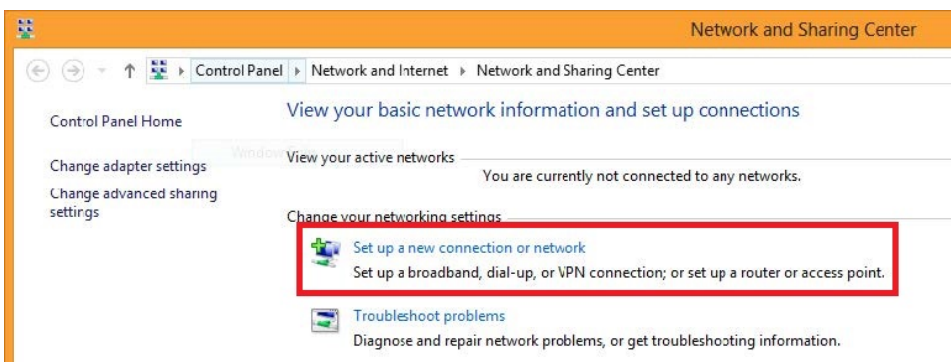 Network and Sharing Center
Control Panel Network and Internet Network and Sharing Center
Control Panel Home
View your basic network information and set up connections
Change adapter settings
Change advanced sharing
settings
Window
View your active networks
You are currently not connected to any networks.
Change your networking settings
Set up a new connection or network
Set up a broadband, dial-up, or VPN connection; or set up a router or access point.
Troubleshoot problems
Diagnose and repair network problems, or get troubleshooting information.